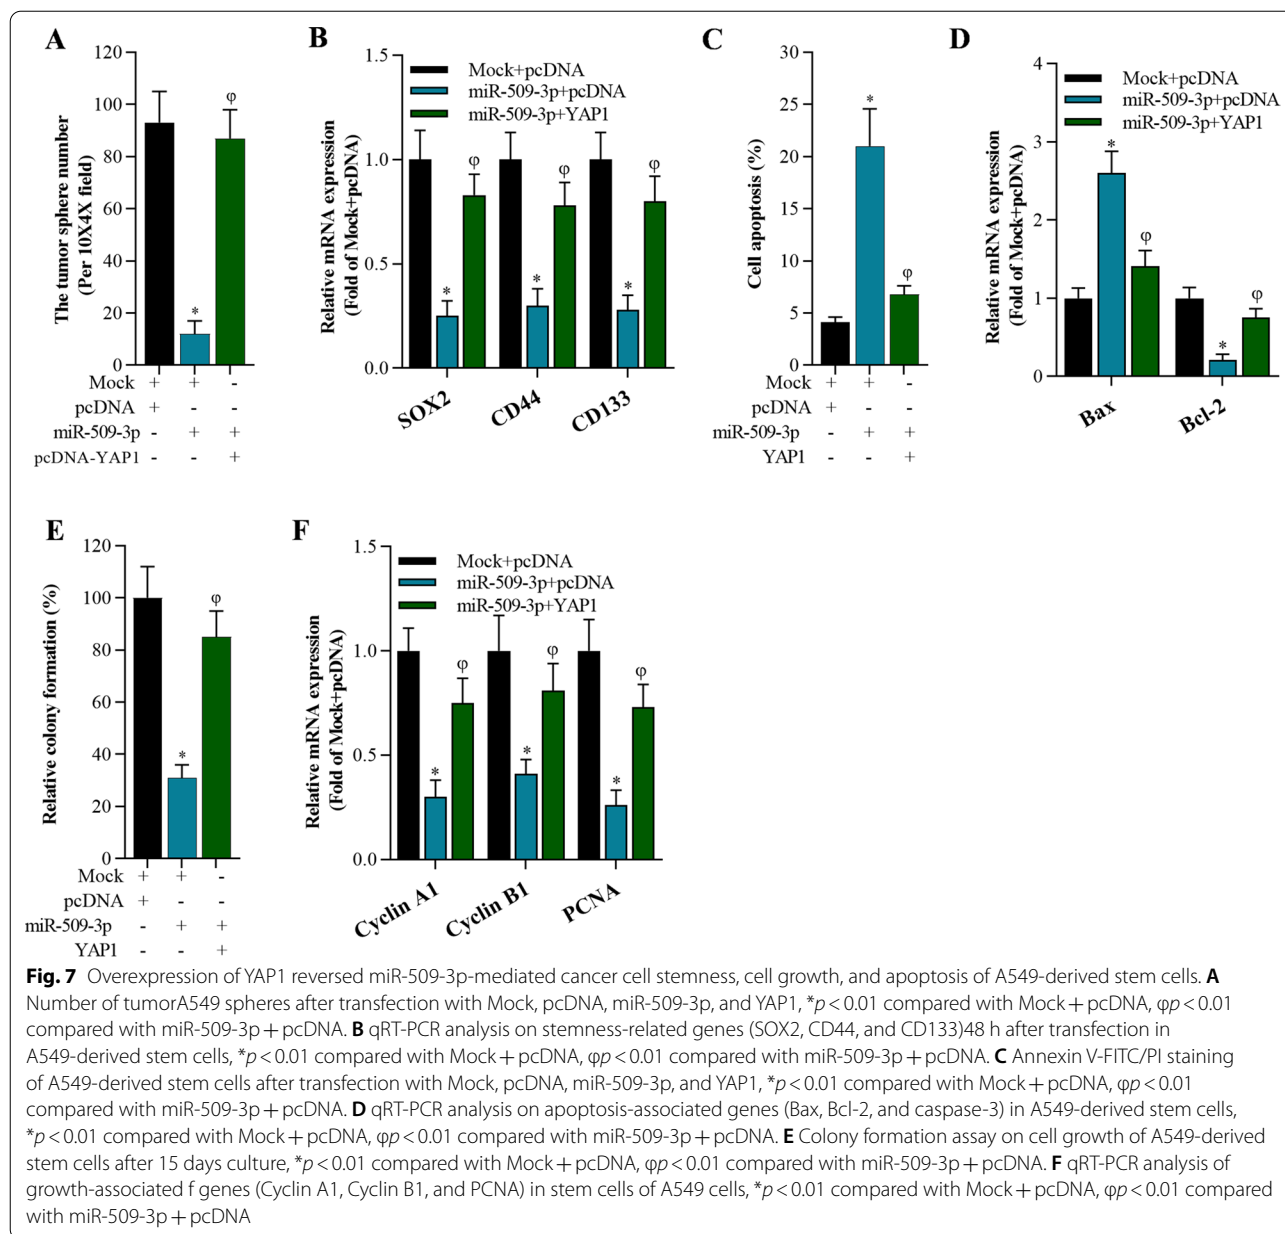 A
120
100
80
60
40
20
0
The tumor sphere number
(Per 10X4X field)
*
φ
Mock + + -
pcDNA + - -
miR-509-3p - + +
pcDNA-YAP1 - - +
B
1.5
1.0
0.5
0.0
Relative mRNA expression
(Fold of Mock+pcDNA)
Mock+pcDNA
miR-509-3p+pcDNA
miR-509-3p+YAP1
* φ * φ * φ
SOX2 CD44 CD133
C
30
25
20
15
10
5
0
Cell apoptosis (%)
*
φ
Mock + + -
pcDNA + - -
miR-509-3p - + +
YAP1 - - +
D
4
3
2
1
0
Relative mRNA expression
(Fold of Mock+pcDNA)
Mock+pcDNA
miR-509-3p+pcDNA
miR-509-3p+YAP1
* φ * φ
Bax Bcl-2
E
120
100
80
60
40
20
0
Relative colony formation (%)
*
φ
Mock + + -
pcDNA + - -
miR-509-3p - + +
YAP1 - - +
F
1.5
1.0
0.5
0.0
Relative mRNA expression
(Fold of Mock+pcDNA)
Mock+pcDNA
miR-509-3p+pcDNA
miR-509-3p+YAP1
* φ * φ * φ
Cyclin A1 Cyclin B1 PCNA
Fig. 7 Overexpression of YAP1 reversed miR-509-3p-mediated cancer cell stemness, cell growth, and apoptosis of A549-derived stem cells. A
Number of tumorA549 spheres after transfection with Mock, pcDNA, miR-509-3p, and YAP1, *p < 0.01 compared with Mock + pcDNA, φp < 0.01
compared with miR-509-3p + pcDNA. B qRT-PCR analysis on stemness-related genes (SOX2, CD44, and CD133)48 h after transfection in
A549-derived stem cells, *p < 0.01 compared with Mock + pcDNA, φp < 0.01 compared with miR-509-3p + pcDNA. C Annexin V-FITC/PI staining
of A549-derived stem cells after transfection with Mock, pcDNA, miR-509-3p, and YAP1, *p < 0.01 compared with Mock + pcDNA, φp < 0.01
compared with miR-509-3p + pcDNA. D qRT-PCR analysis on apoptosis-associated genes (Bax, Bcl-2, and caspase-3) in A549-derived stem cells,
*p < 0.01 compared with Mock + pcDNA, φp < 0.01 compared with miR-509-3p + pcDNA. E Colony formation assay on cell growth of A549-derived
stem cells after 15 days culture, *p < 0.01 compared with Mock + pcDNA, φp < 0.01 compared with miR-509-3p + pcDNA. F qRT-PCR analysis of
growth-associated f genes (Cyclin A1, Cyclin B1, and PCNA) in stem cells of A549 cells, *p < 0.01 compared with Mock + pcDNA, φp < 0.01 compared
with miR-509-3p + pcDNA